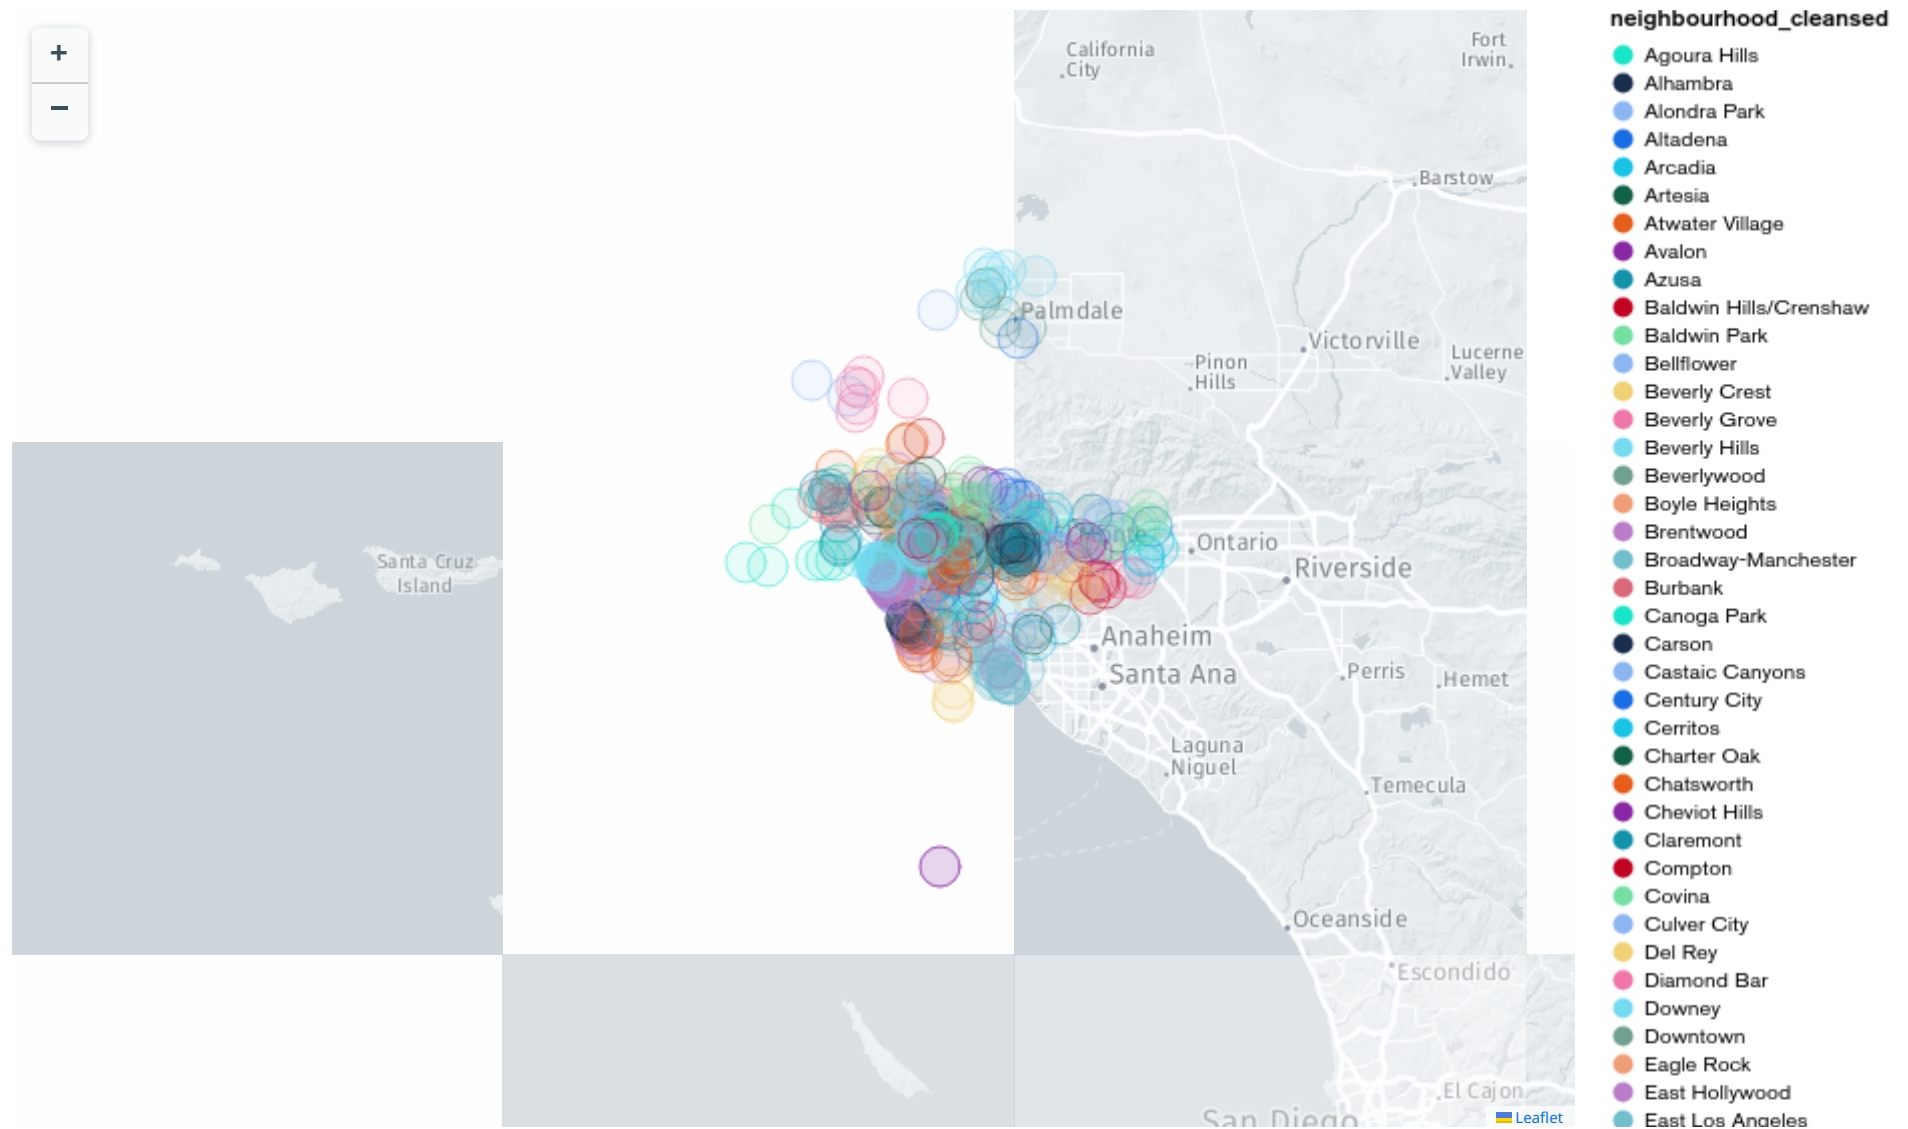 +
−
California
City
Fort
Irwin
Barstow
Palmdale
Victorville
Pinon
Hills
Lucerne
Valley
Santa Cruz
Island
Ontario
Riverside
Anaheim
Santa Ana
Perris
Hemet
Laguna
Niguel
Temecula
Oceanside
Escondido
El Cajon
San Diego
Leaflet
neighbourhood_cleansed
Agoura Hills
Alhambra
Alondra Park
Altadena
Arcadia
Artesia
Atwater Village
Avalon
Azusa
Baldwin Hills/Crenshaw
Baldwin Park
Bellflower
Beverly Crest
Beverly Grove
Beverly Hills
Beverlywood
Boyle Heights
Brentwood
Broadway-Manchester
Burbank
Canoga Park
Carson
Castaic Canyons
Century City
Cerritos
Charter Oak
Chatsworth
Cheviot Hills
Claremont
Compton
Covina
Culver City
Del Rey
Diamond Bar
Downey
Downtown
Eagle Rock
East Hollywood
East Los Angeles